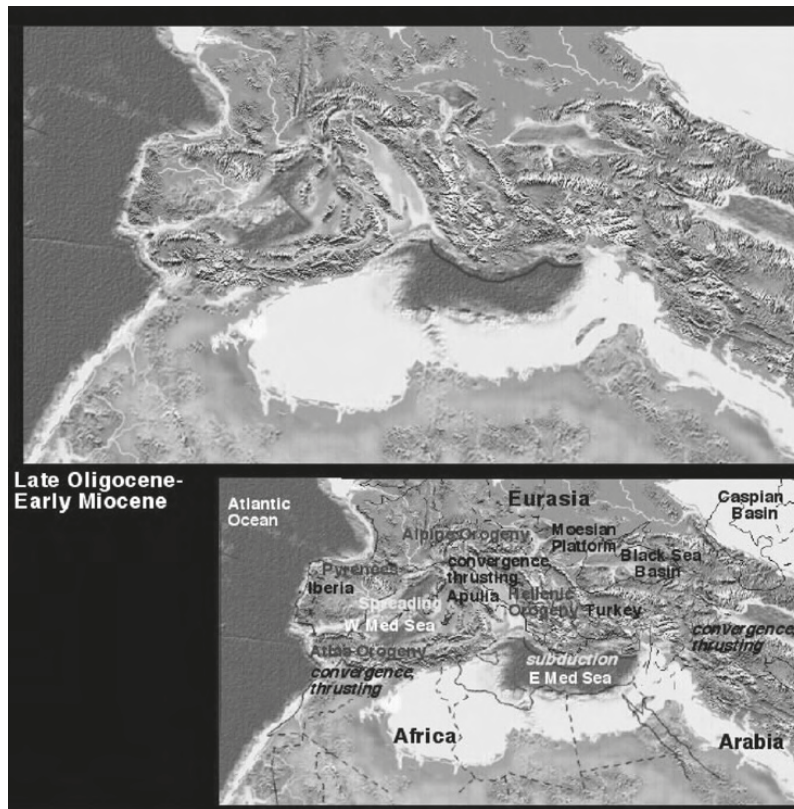 Late Oligocene-
Early Miocene
Atlantic
Ocean
Eurasia
Caspian
Basin
Alpine Orogeny
Moesian
Platform
Black Sea
Basin
Pyrenees
convergence,
thrusting
Iberia
Apulia
Hellenic
Orogeny
Turkey
Spreading
W Med Sea
convergence,
thrusting
Atlas Orogeny
convergence,
thrusting
subduction
E Med Sea
Africa
Arabia